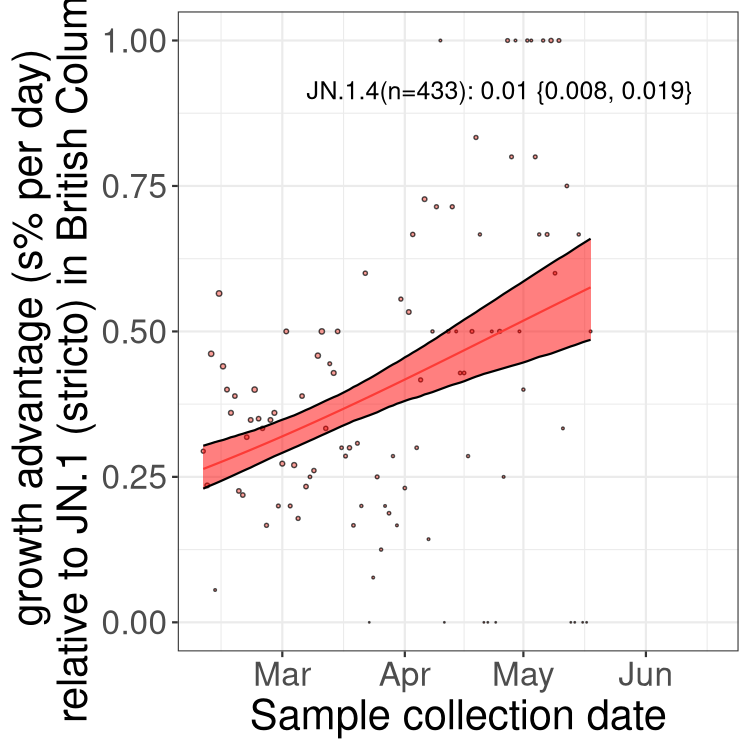 growth advantage (s% per day)
relative to JN.1 (stricto) in British Colum
1.00
0.75
0.50
0.25
0.00
JN.1.4(n=433): 0.01 {0.008, 0.019}
Mar Apr May Jun
Sample collection date